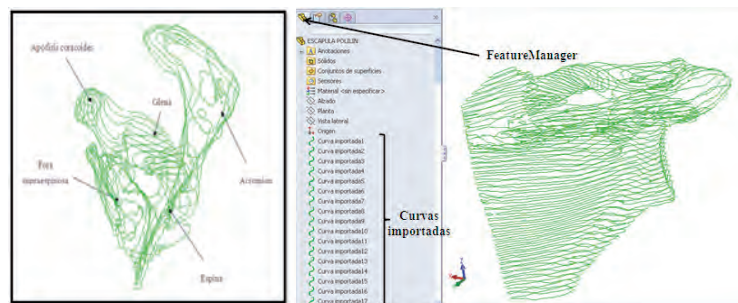 Apófisis coracoides
Glena
Fosa
supraespinosa
Acromion
Espina
ESCAPULA POLILIN
Anotaciones
Sólidos
Conjuntos de superficies
Sensores
Material <sin especificar>
Alzado
Planta
Vista lateral
Origen
Curva importada1
Curva importada2
Curva importada3
Curva importada4
Curva importada5
Curva importada6
Curva importada7
Curva importada8
Curva importada9
Curva importada10
Curva importada11
Curva importada12
Curva importada13
Curva importada14
Curva importada15
Curva importada16
Curva importada17
FeatureManager
Curvas
importadas